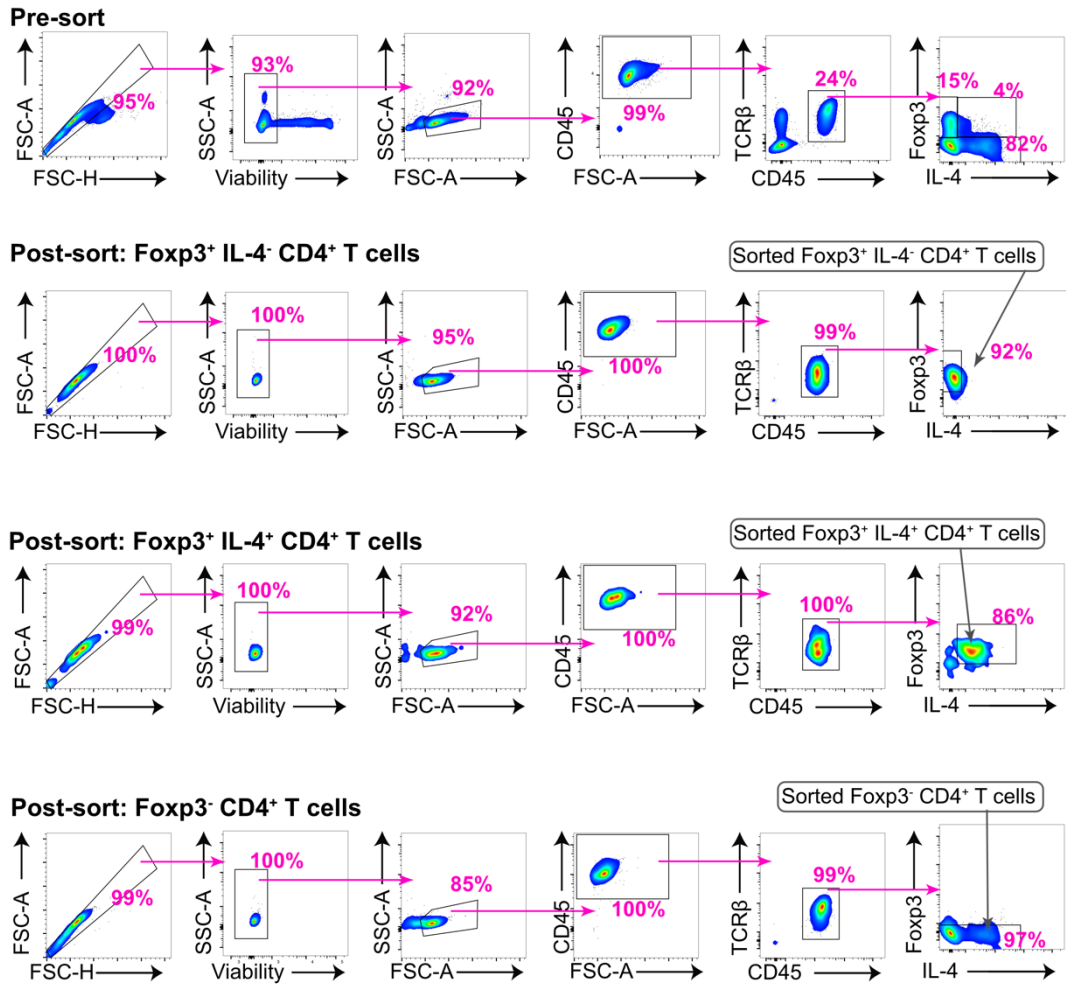 Pre-sort
FSC-A
95%
FSC-H
SSC-A
93%
Viability
SSC-A
92%
FSC-A
CD45
99%
FSC-A
TCRβ
24%
CD45
Foxp3
15%
4%
82%
IL-4
Post-sort: Foxp3⁺ IL-4⁻ CD4⁺ T cells
Sorted Foxp3⁺ IL-4⁻ CD4⁺ T cells
FSC-A
100%
FSC-H
SSC-A
100%
Viability
SSC-A
95%
FSC-A
CD45
100%
FSC-A
TCRβ
99%
CD45
Foxp3
92%
IL-4
Post-sort: Foxp3⁺ IL-4⁺ CD4⁺ T cells
Sorted Foxp3⁺ IL-4⁺ CD4⁺ T cells
FSC-A
99%
FSC-H
SSC-A
100%
Viability
SSC-A
92%
FSC-A
CD45
100%
FSC-A
TCRβ
100%
CD45
Foxp3
86%
IL-4
Post-sort: Foxp3⁻ CD4⁺ T cells
Sorted Foxp3⁻ CD4⁺ T cells
FSC-A
99%
FSC-H
SSC-A
100%
Viability
SSC-A
85%
FSC-A
CD45
100%
FSC-A
TCRβ
99%
CD45
Foxp3
97%
IL-4